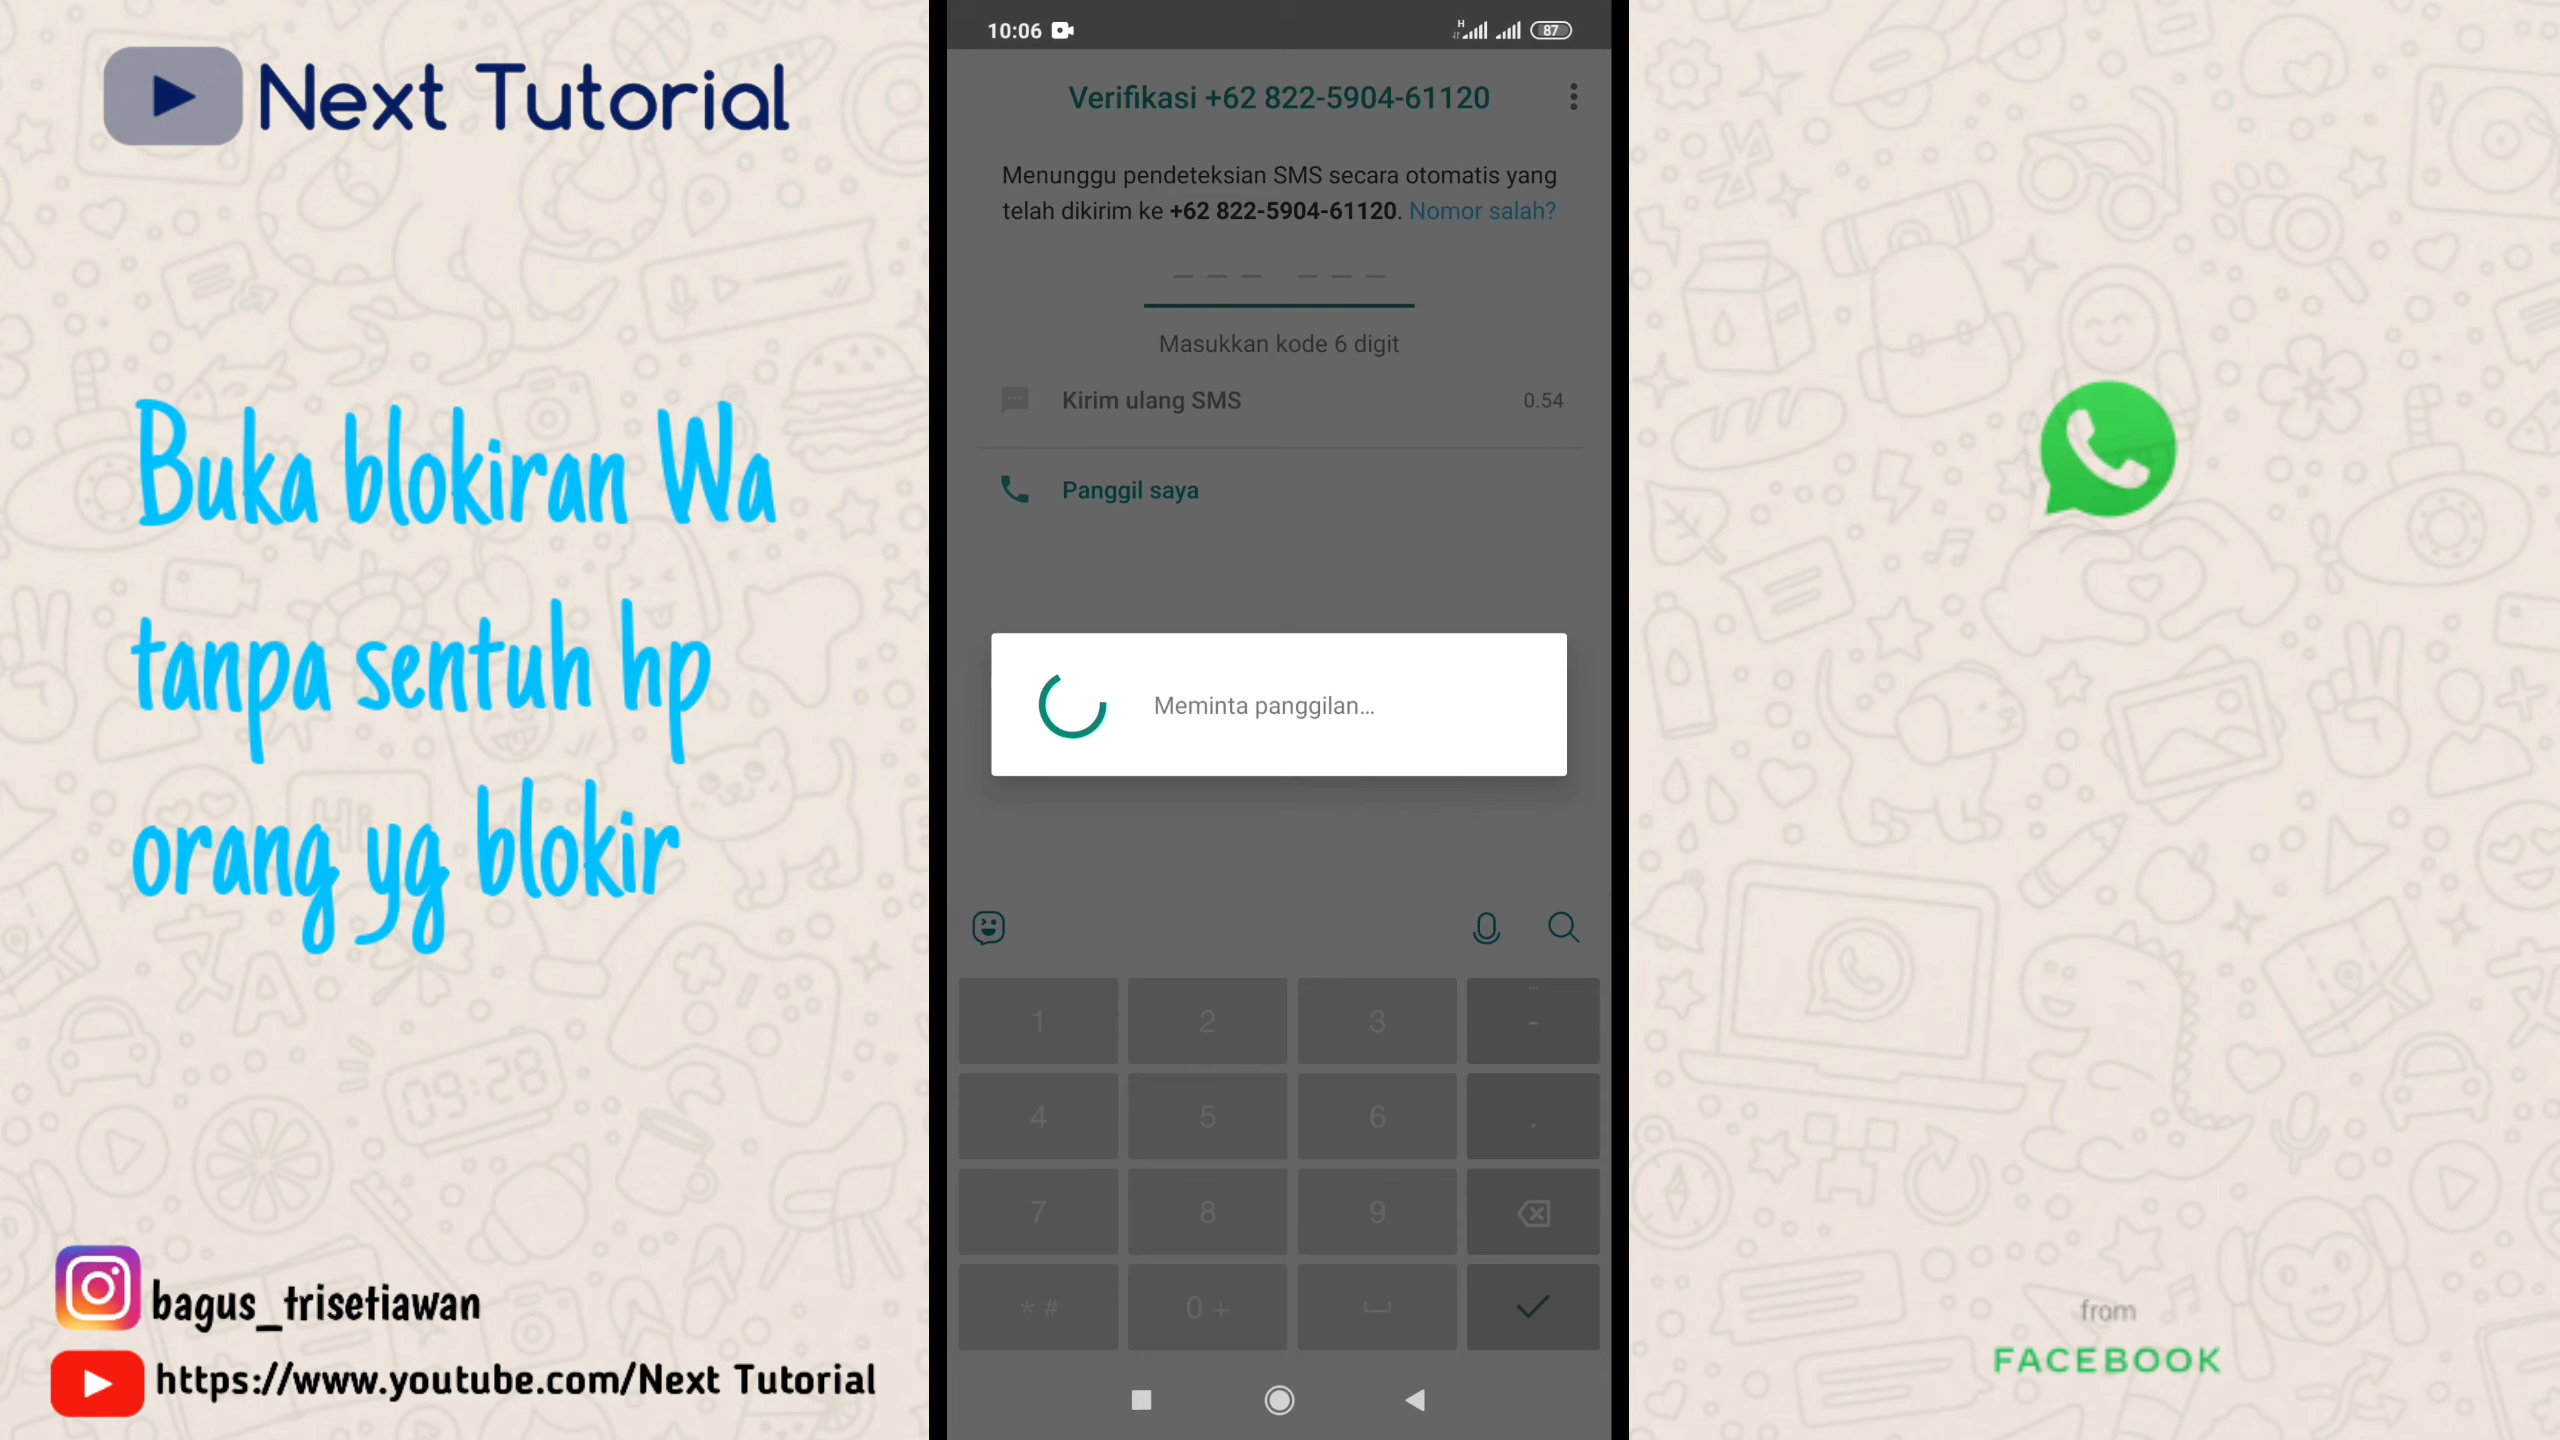 Next Tutorial
Buka blokiran Wa
tanpa sentuh hp
orang yg blokir
bagus_trisetiawan
https://www.youtube.com/Next Tutorial
10:06
H
87
Verifikasi +62 822-5904-61120
Menunggu pendeteksian SMS secara otomatis yang
telah dikirim ke +62 822-5904-61120. Nomor salah?
Masukkan kode 6 digit
Kirim ulang SMS 0.54
Panggil saya
Meminta panggilan...
1 2 3 -
4 5 6 .
7 8 9
* # 0 +
09:28
from
FACEBOOK